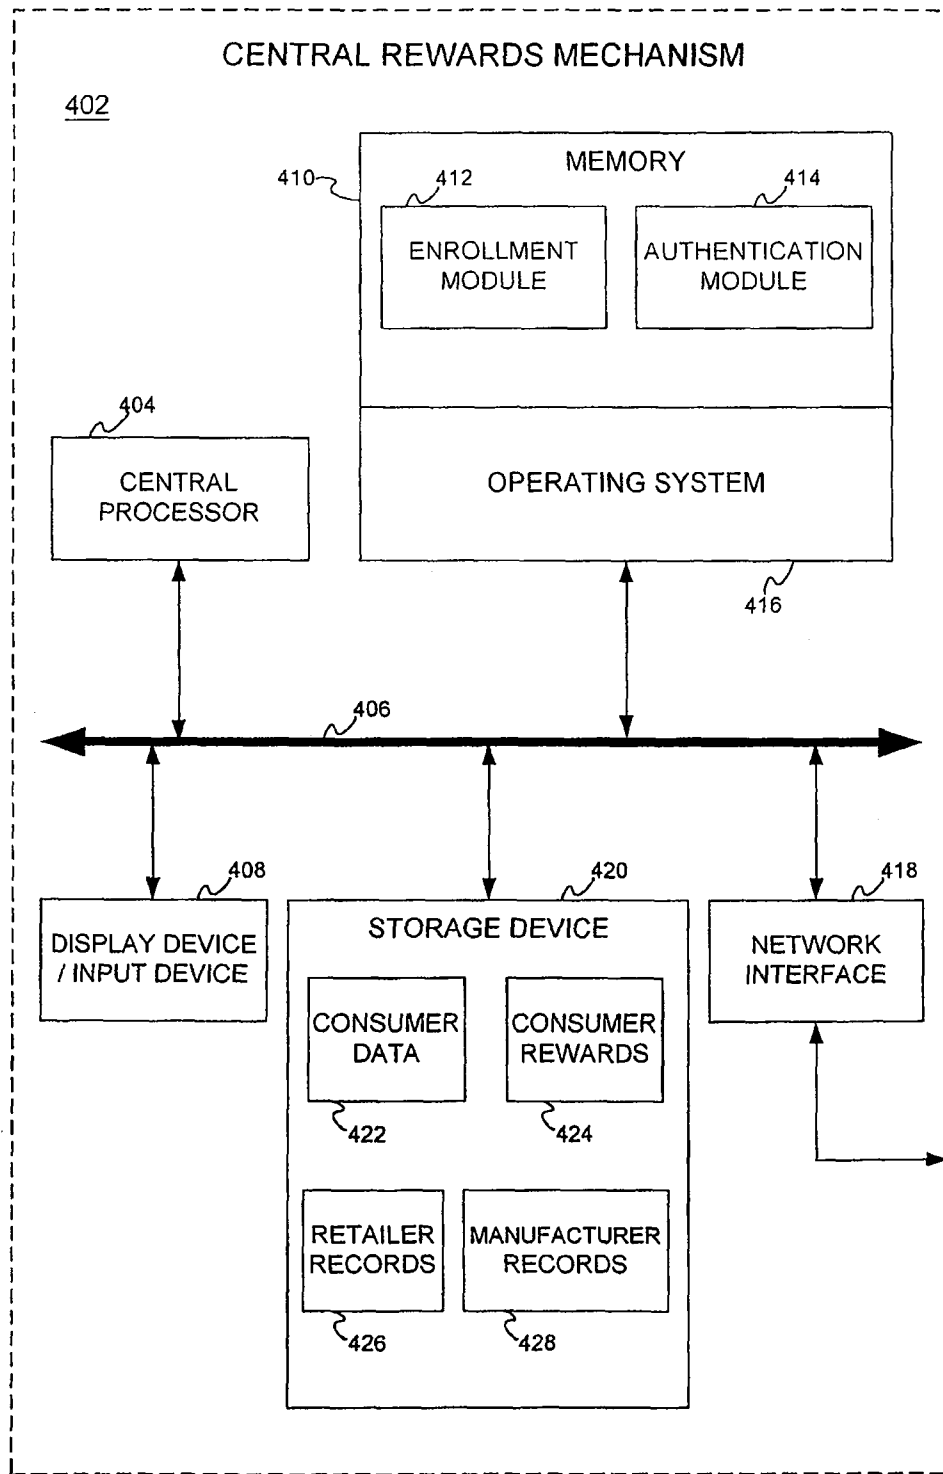 CENTRAL REWARDS MECHANISM
402
MEMORY
410
412
414
ENROLLMENT
MODULE
AUTHENTICATION
MODULE
404
CENTRAL
PROCESSOR
OPERATING SYSTEM
416
406
408
420
418
DISPLAY DEVICE
/ INPUT DEVICE
STORAGE DEVICE
NETWORK
INTERFACE
CONSUMER
DATA
CONSUMER
REWARDS
422
424
RETAILER
RECORDS
MANUFACTURER
RECORDS
426
428